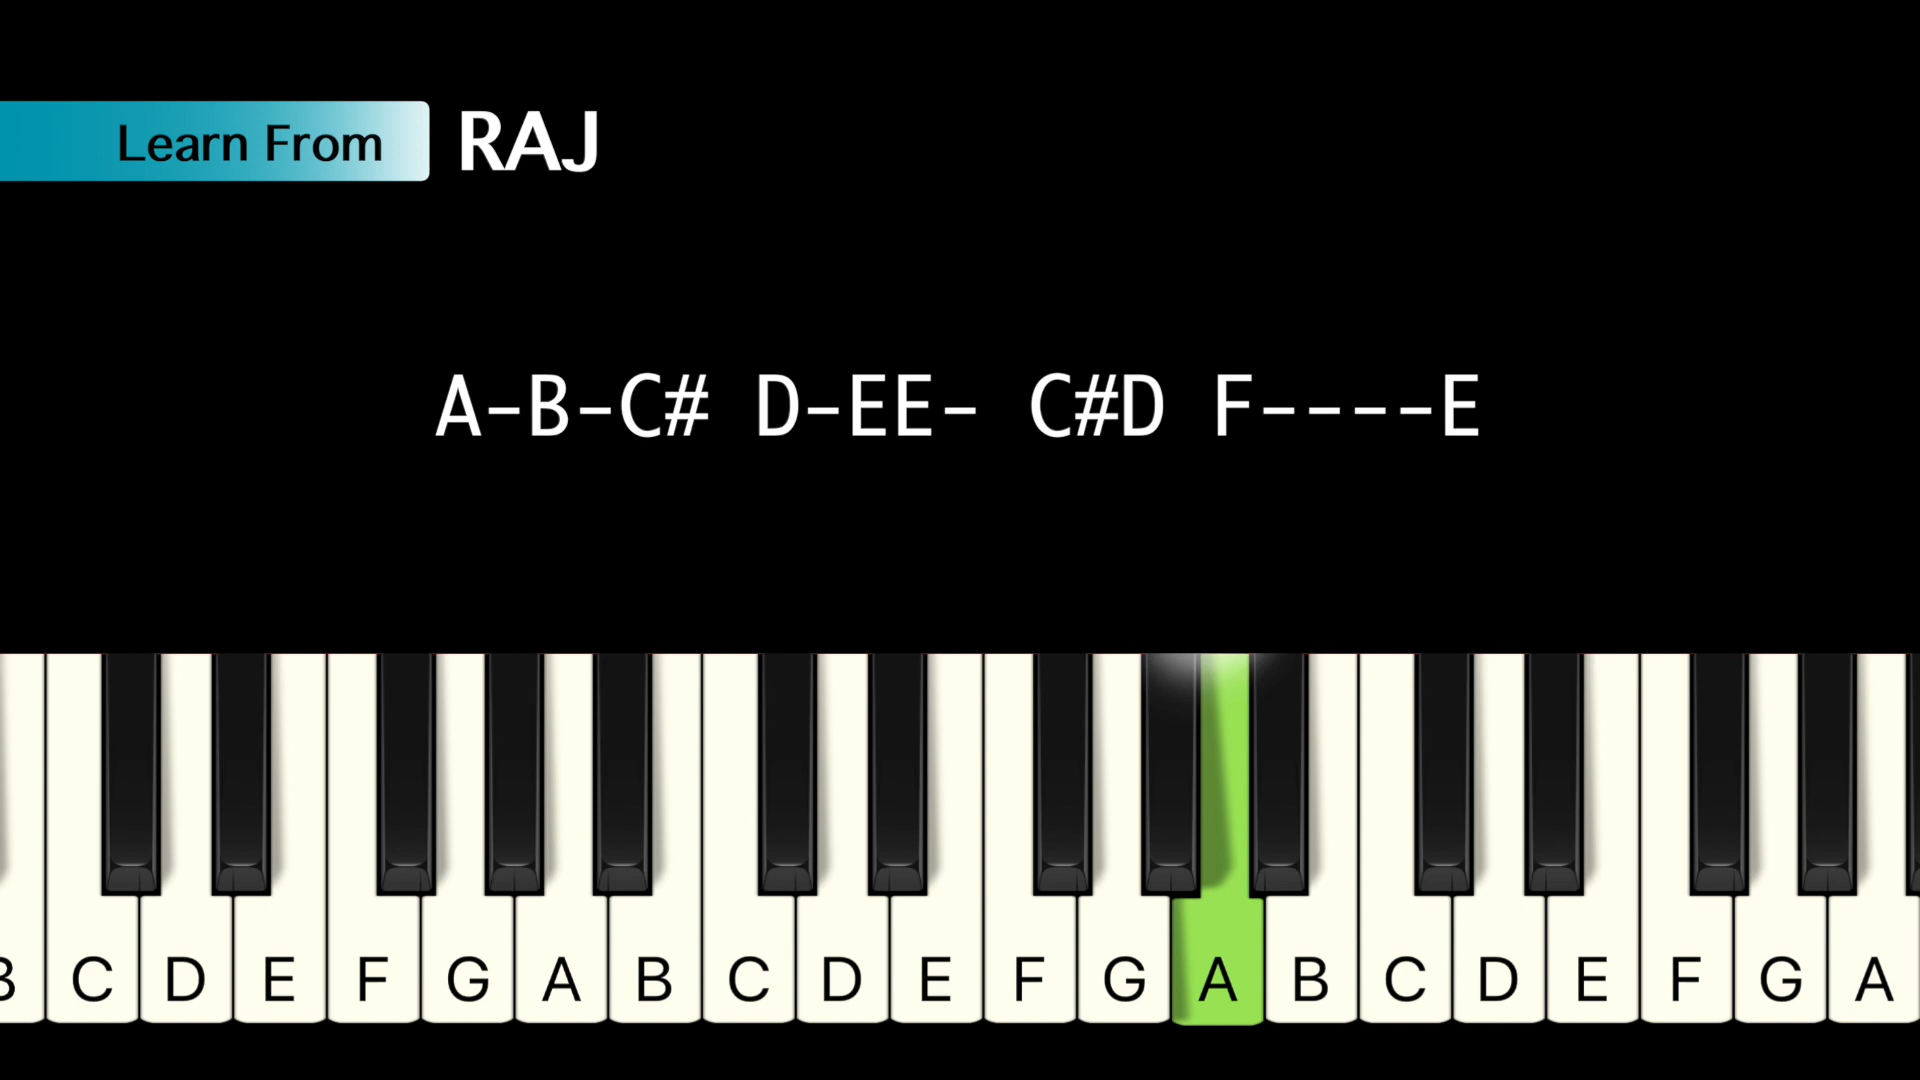 Learn From RAJ
A-B-C# D-EE- C#D F----E
B C D E F G A B C D E F G A B C D E F G A